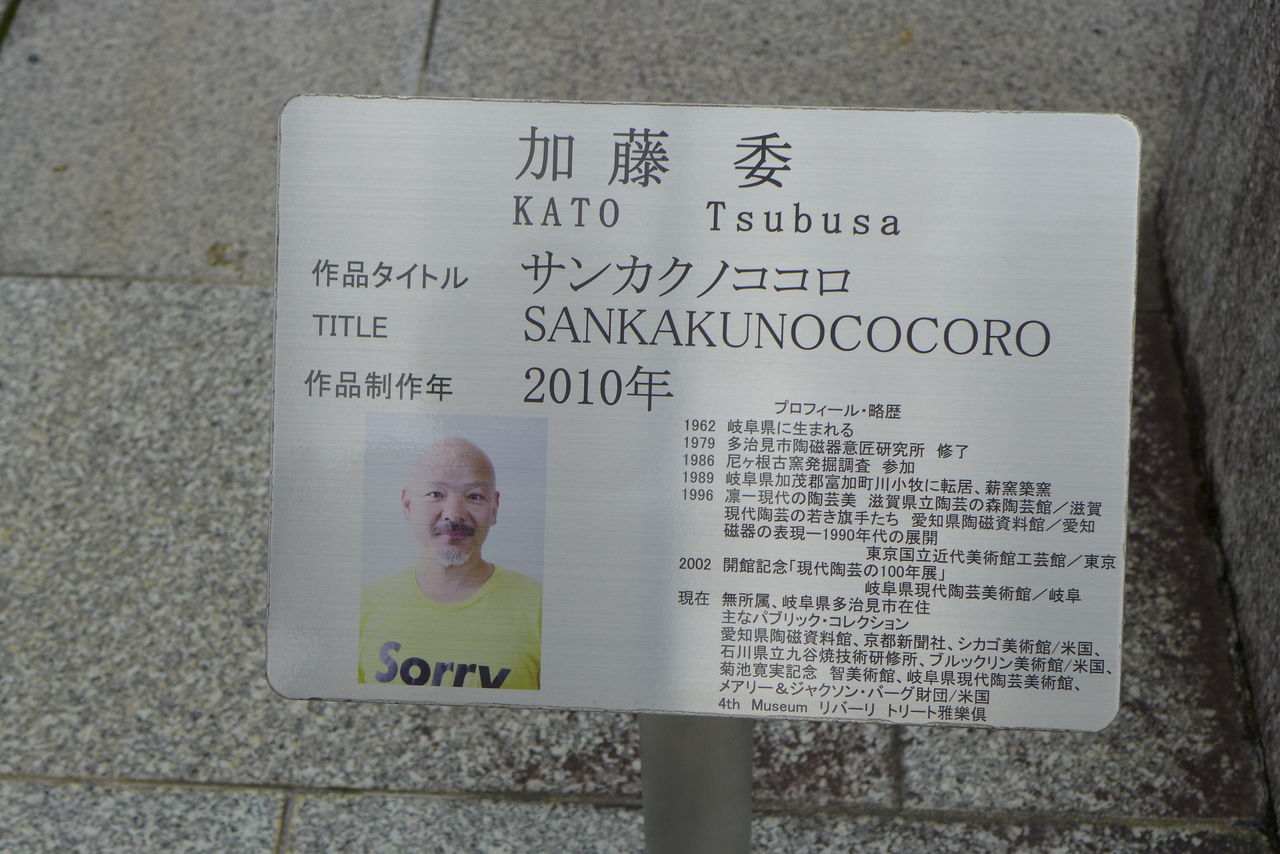 加藤 委
KATO Tsubusa
作品タイトル サンカクノココロ
TITLE SANKAKUNOCOCORO
作品制作年 2010年
プロフィール・略歴
1962 岐阜県に生まれる
1979 多治見市陶磁器意匠研究所 修了
1986 尼ヶ根古窯発掘調査 参加
1989 岐阜県加茂郡富加町川小牧に転居、薪窯築窯
1996 凛ー現代の陶芸美 滋賀県立陶芸の森陶芸館／滋賀
現代陶芸の若き旗手たち 愛知県陶磁資料館／愛知
磁器の表現ー1990年代の展開
東京国立近代美術館工芸館／東京
2002 開館記念「現代陶芸の100年展」
岐阜県現代陶芸美術館／岐阜
現在 無所属、岐阜県多治見市在住
主なパブリック・コレクション
愛知県陶磁資料館、京都新聞社、シカゴ美術館/米国、
石川県立九谷焼技術研修所、ブルックリン美術館/米国、
菊池寛実記念 智美術館、岐阜県現代陶芸美術館、
メアリー＆ジャクソン・バーグ財団/米国
4th Museum リバーリ トリート雅樂倶
Sorry